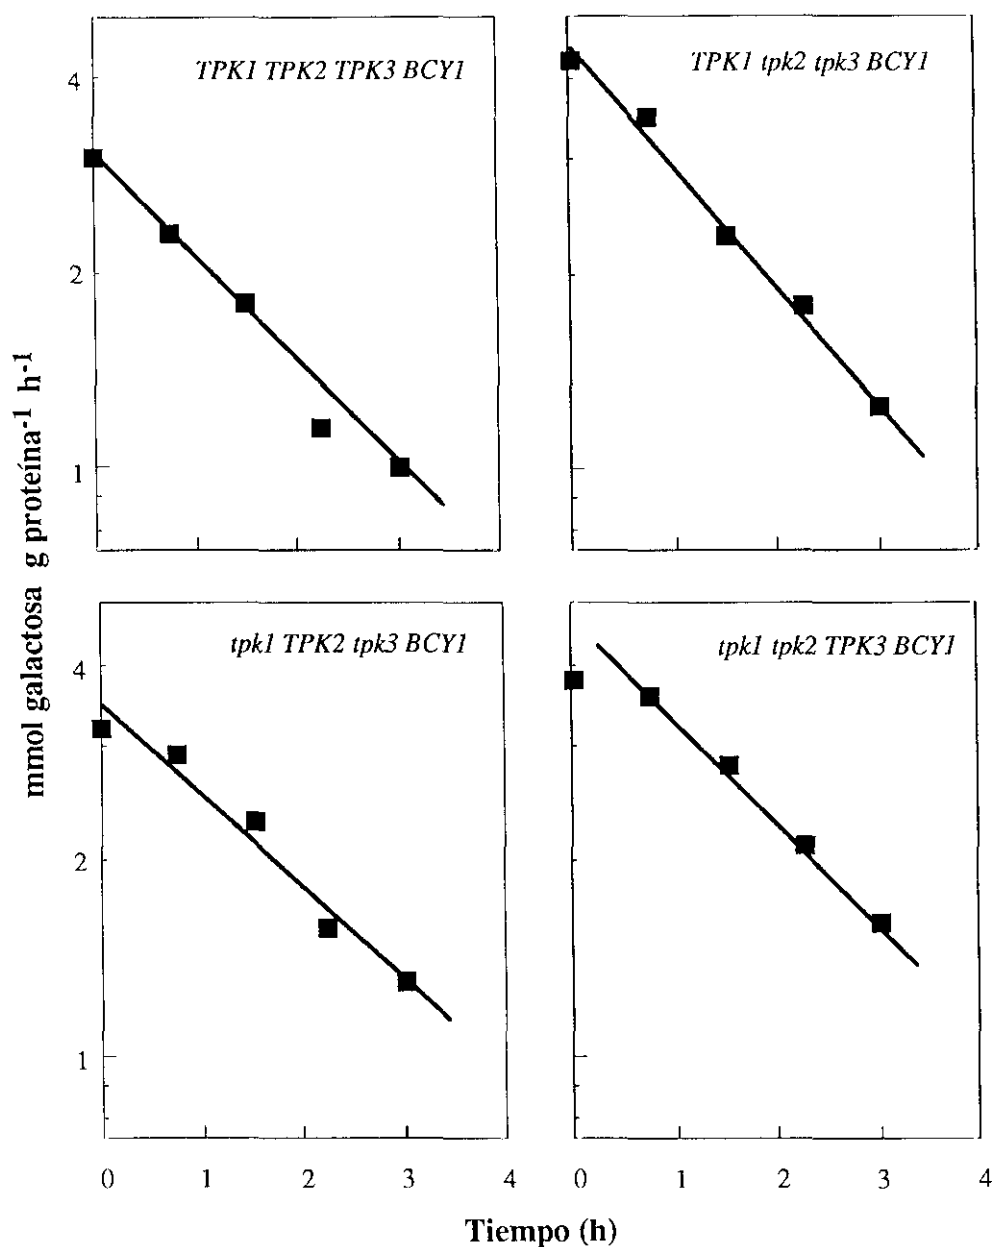 TPK1 TPK2 TPK3 BCY1
TPK1 tpk2 tpk3 BCY1
4
2
1
mmol galactosa g proteína-1 h-1
tpk1 TPK2 tpk3 BCY1
tpk1 tpk2 TPK3 BCY1
4
2
1
0 1 2 3 4 0 1 2 3 4
Tiempo (h)